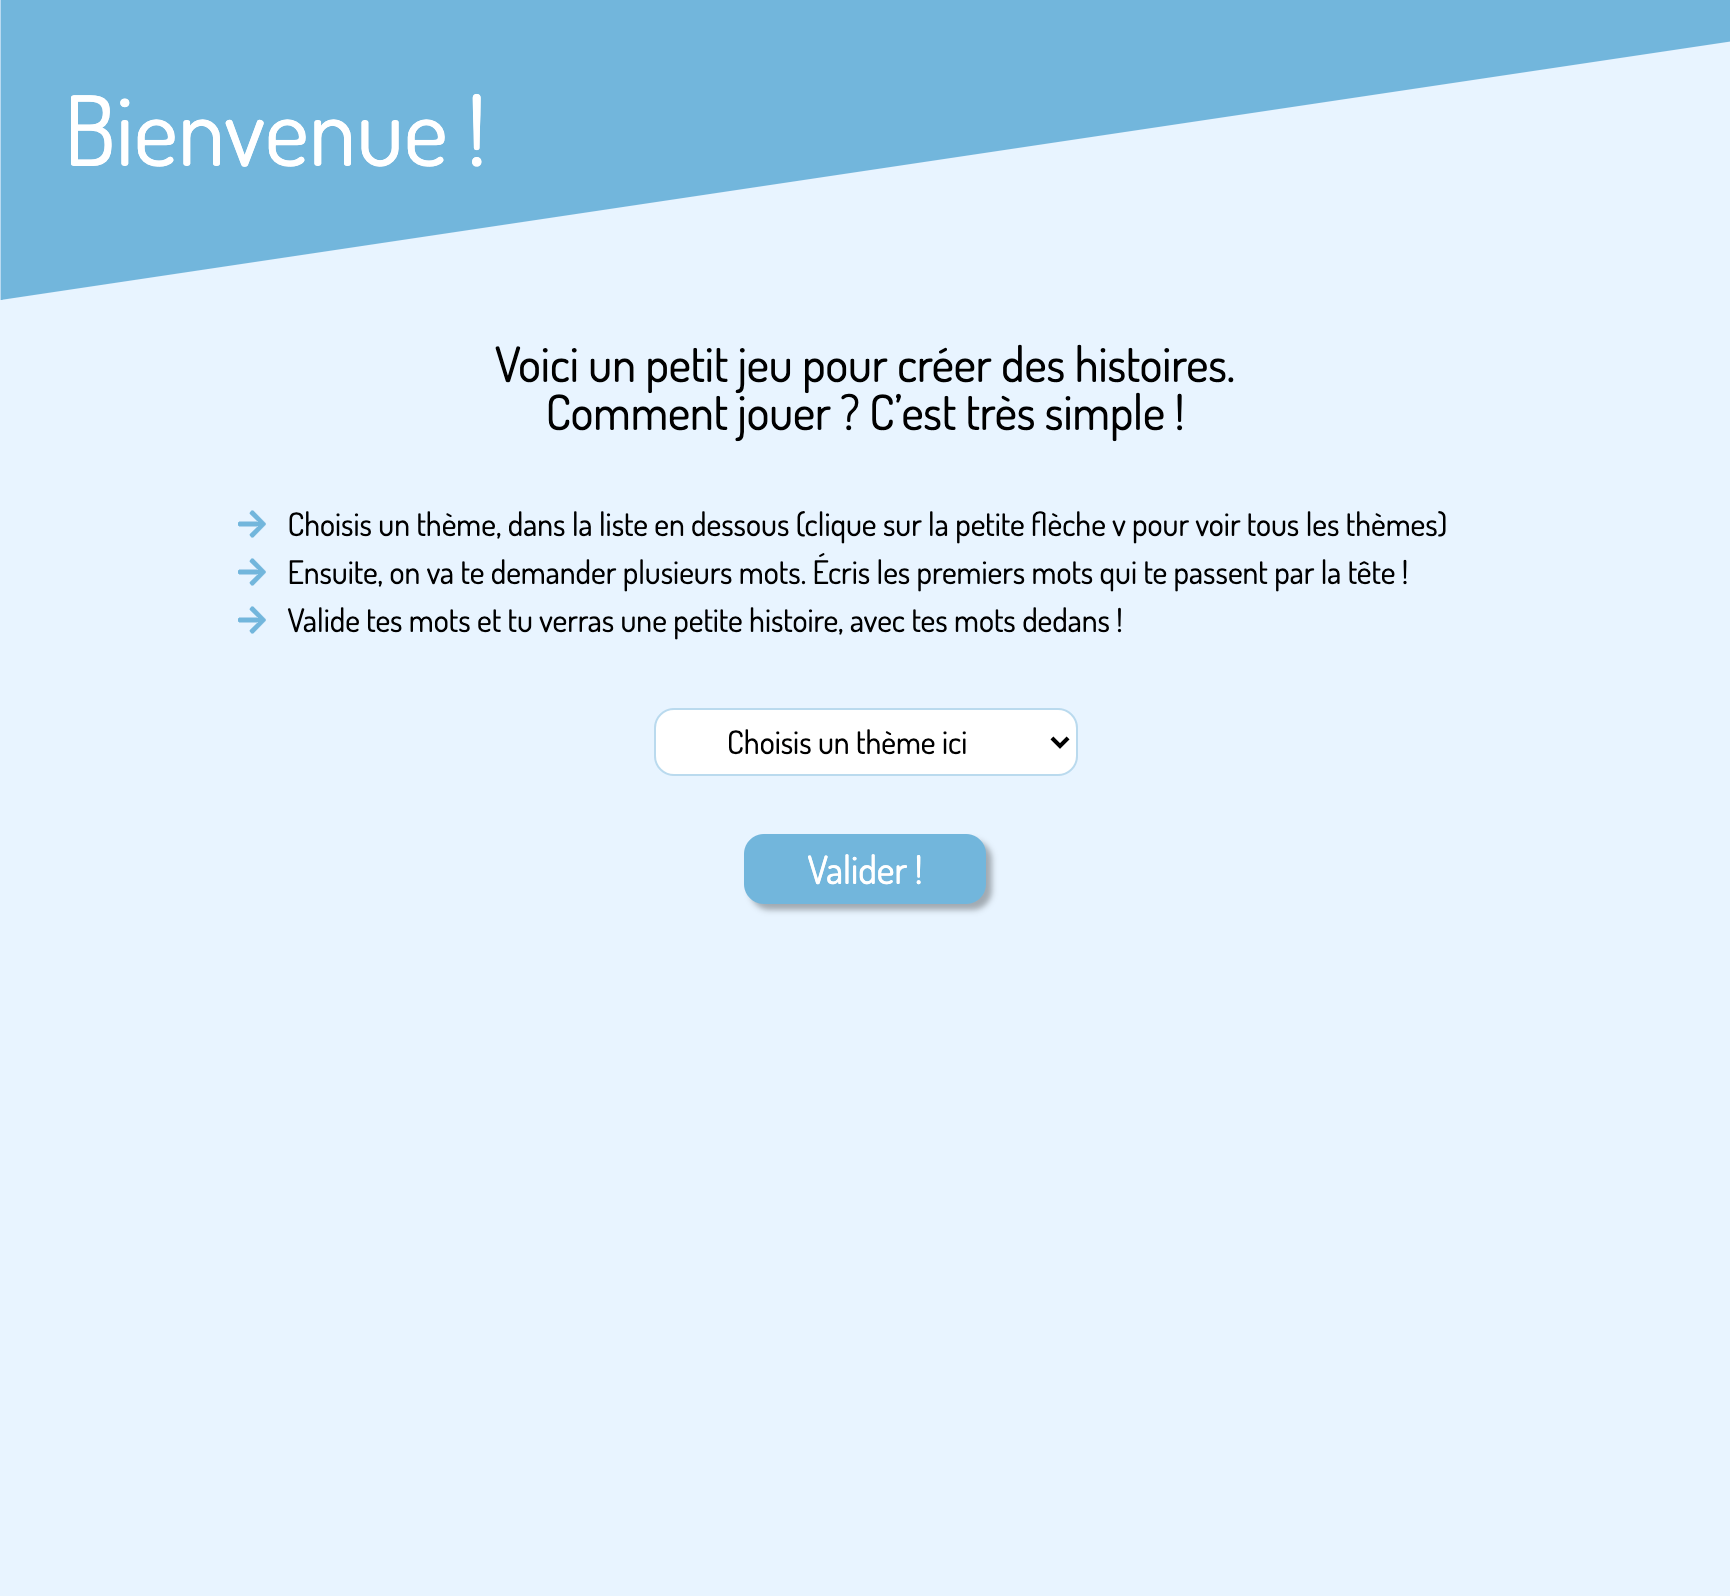 Bienvenue !
Voici un petit jeu pour créer des histoires.
Comment jouer ? C’est très simple !
Choisis un thème, dans la liste en dessous (clique sur la petite flèche v pour voir tous les thèmes)
Ensuite, on va te demander plusieurs mots. Écris les premiers mots qui te passent par la tête !
Valide tes mots et tu verras une petite histoire, avec tes mots dedans !
Choisis un thème ici
Valider !